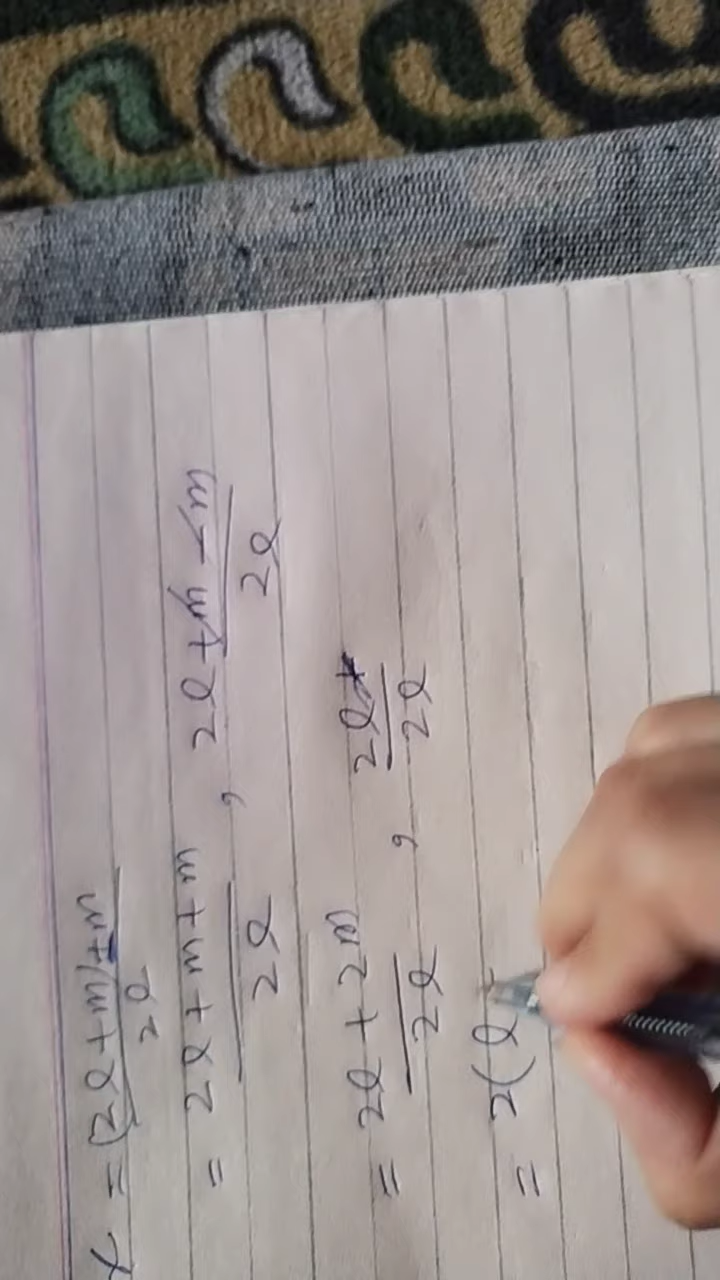 x = (2l+m)±m / 2l
= 2l+m+m / 2l , 2l+m-m / 2l
= 2l+2m / 2l , 2l / 2l
= 2(l